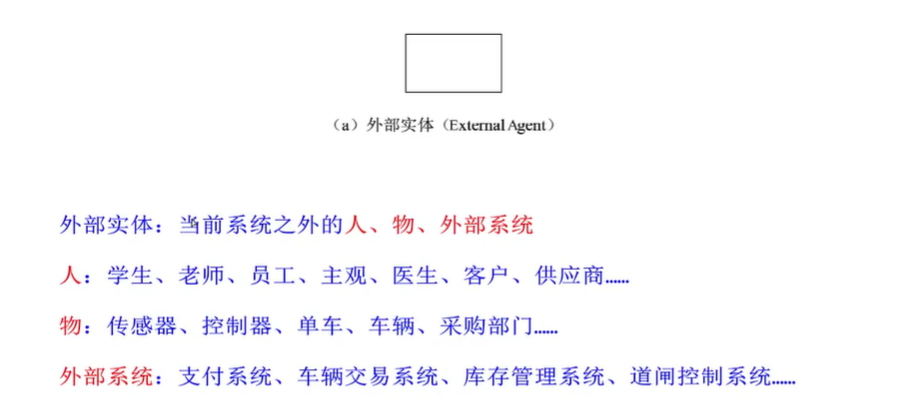 （a）外部实体（External Agent）
外部实体：当前系统之外的人、物、外部系统
人：学生、老师、员工、主观、医生、客户、供应商......
物：传感器、控制器、单车、车辆、采购部门......
外部系统：支付系统、车辆交易系统、库存管理系统、道闸控制系统......